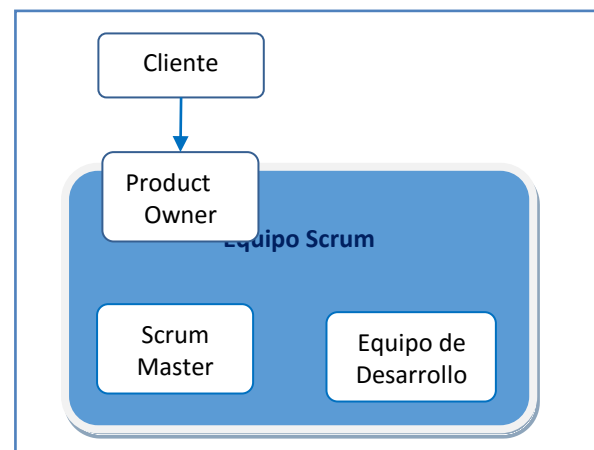 Cliente
Product
Owner
Equipo Scrum
Scrum
Master
Equipo de
Desarrollo